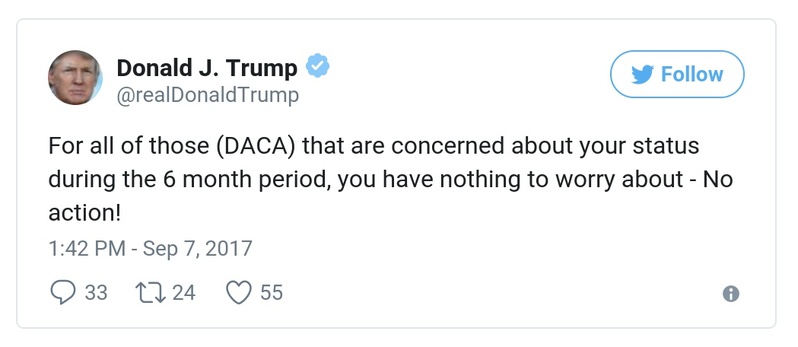 Donald J. Trump
@realDonaldTrump
Follow
For all of those (DACA) that are concerned about your status
during the 6 month period, you have nothing to worry about - No
action!
1:42 PM - Sep 7, 2017
33 24 55